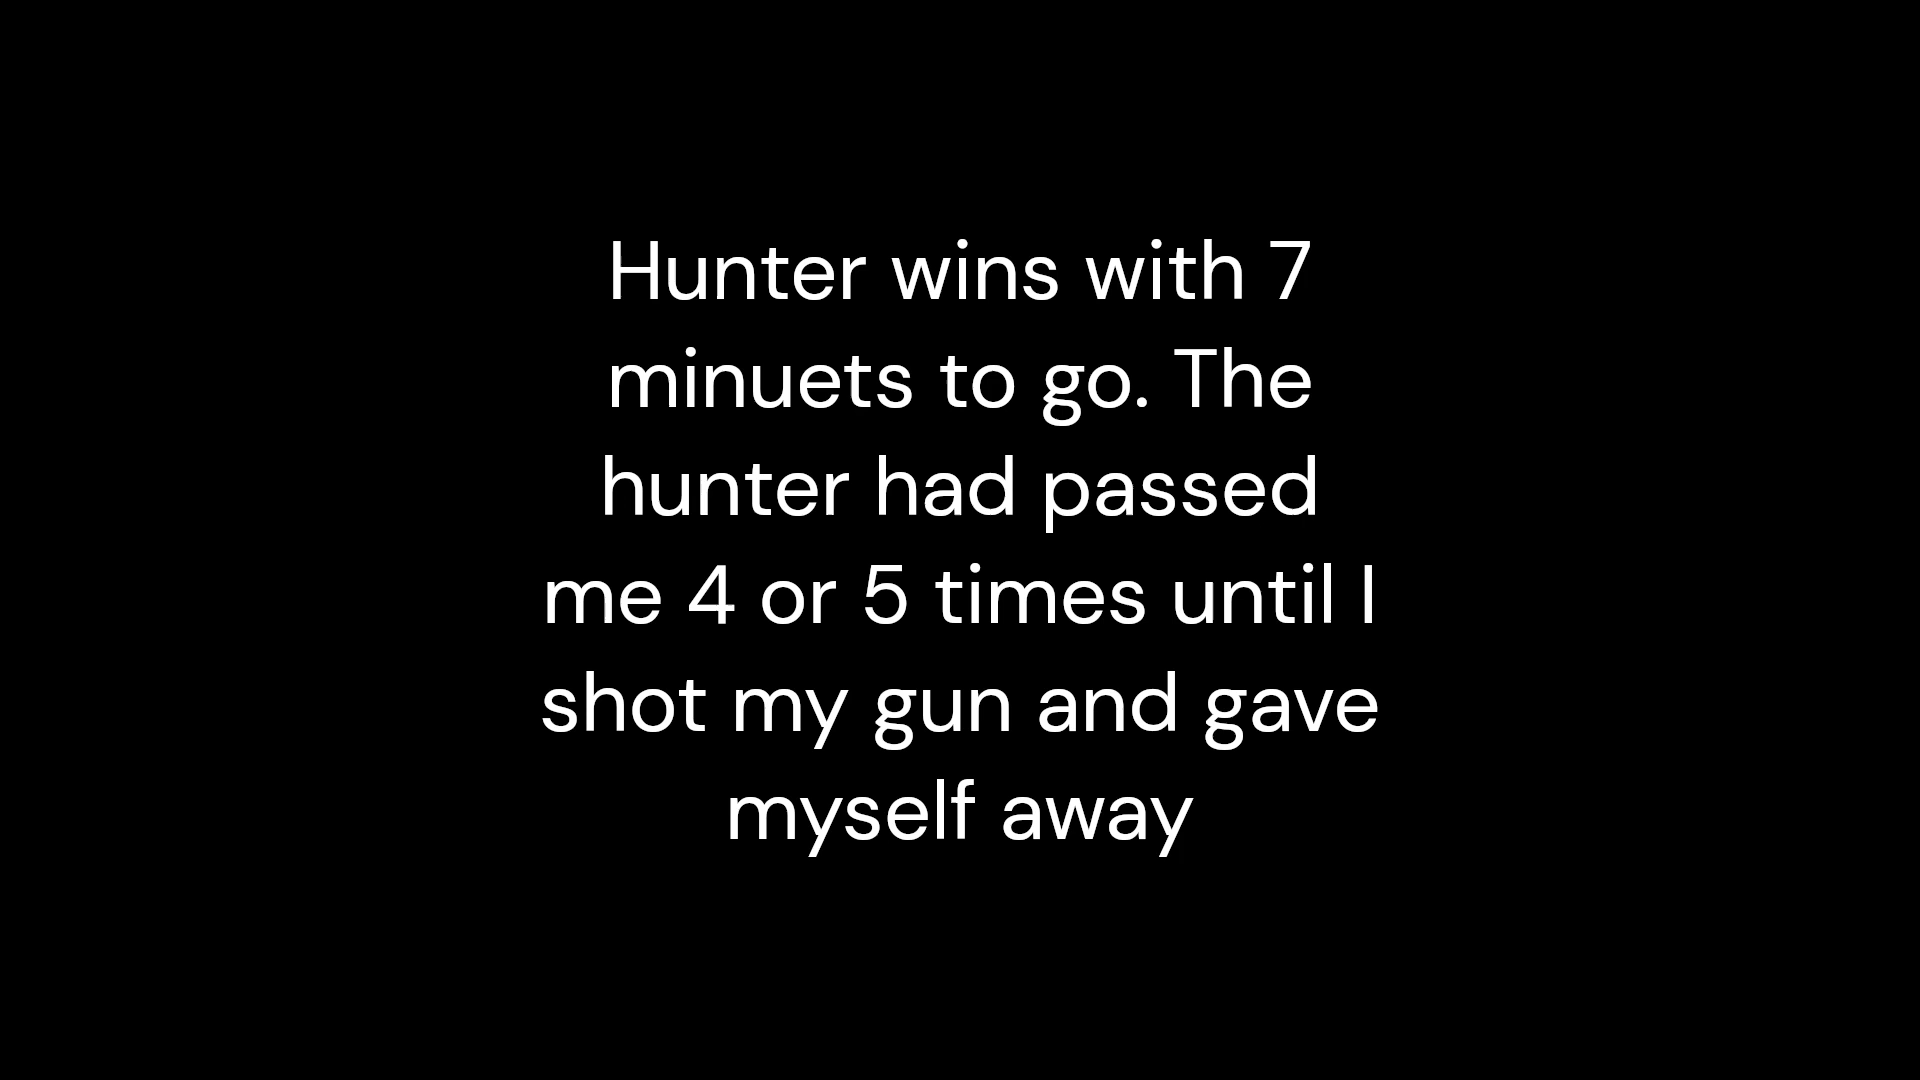 Hunter wins with 7
minuets to go. The
hunter had passed
me 4 or 5 times until I
shot my gun and gave
myself away